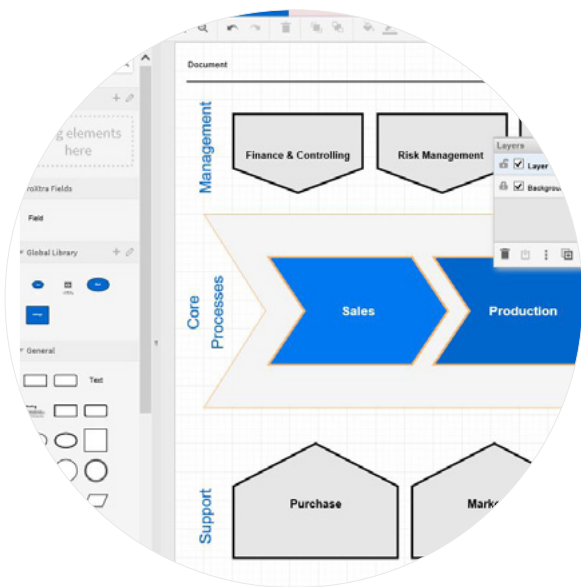 Document
elements
here
Fields
Field
Global Library
General
Text
Management
Finance & Controlling
Risk Management
Layers
Layer
Core
Processes
Sales
Production
Support
Purchase